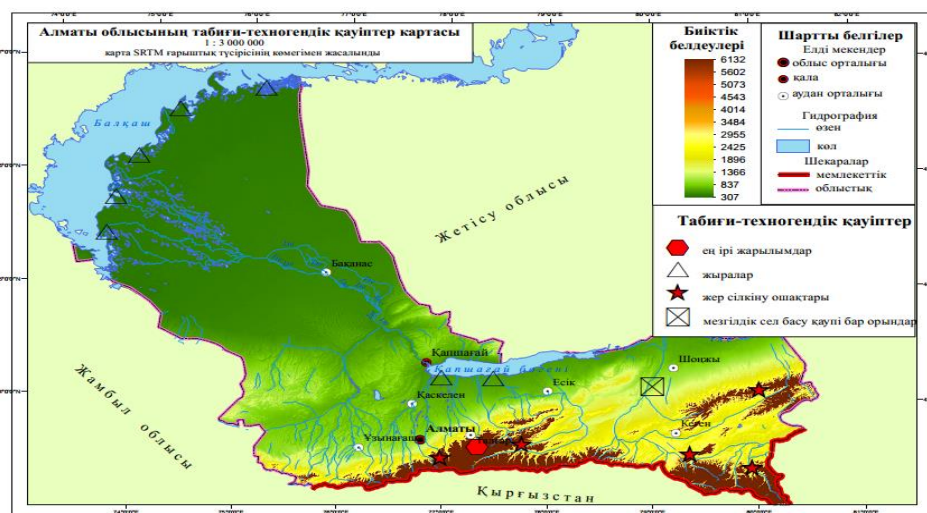 Алматы облысының табиғи-техногендік қауіптер картасы
1 : 3 000 000
карта SRTM ғарыштық түсірісінің көмегімен жасалынды
Биіктік
белдеулері
6132
5602
5073
4543
4014
3484
2955
2425
1896
1366
837
307
Шартты белгілер
Елді мекендер
облыс орталығы
қала
аудан орталығы
Гидрография
өзен
көл
Шекаралар
мемлекеттік
облыстық
Табиғи-техногендік қауіптер
ең ірі жарылымдар
жыралар
жер сілкіну ошақтары
мезгілдік сел басу қаупі бар орындар
Балқаш
Жетісу облысы
Бақанас
Қапшағай
Қапшағай бөгені
Шонжы
Есік
Қаскелен
Алматы
Кеген
Ұзынағаш
Жамбыл облысы
Қырғызстан